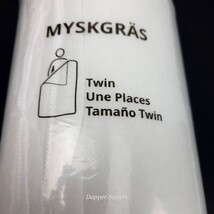 MYSKGRÄS
Twin
Une Places
Tamaño Twin
Dapper Supply